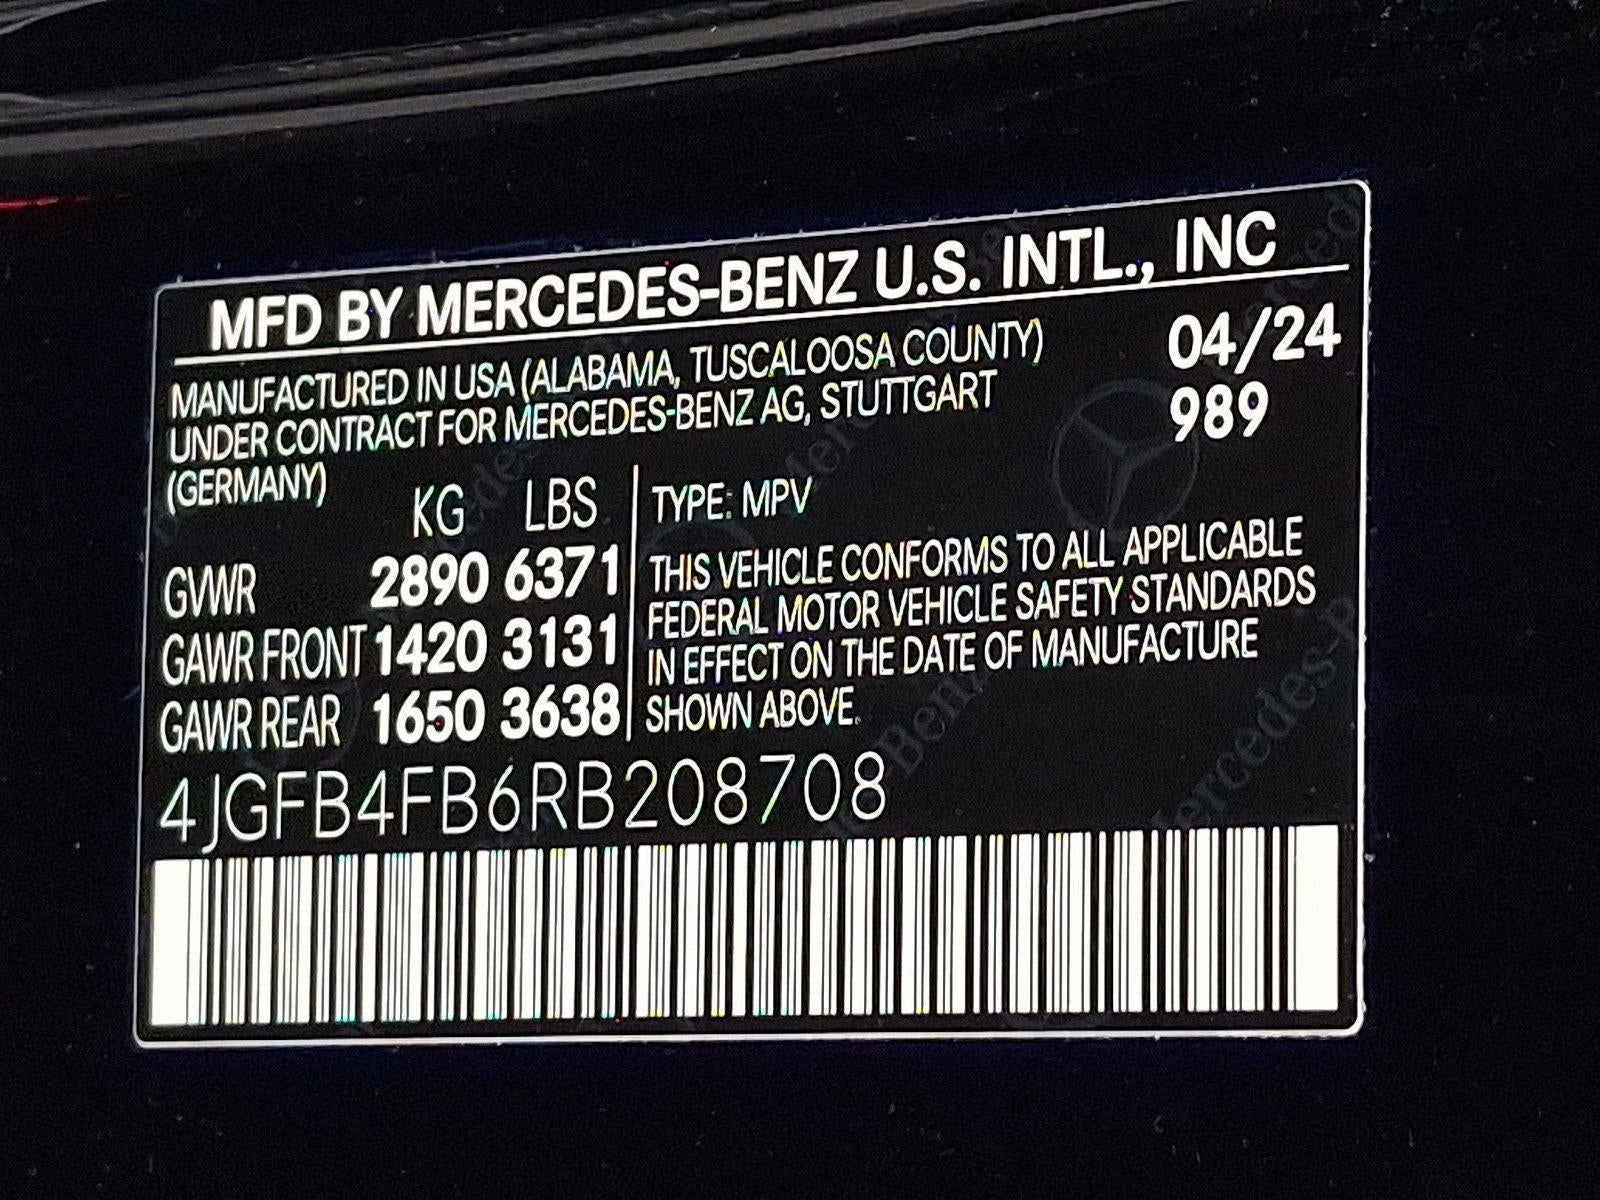 MFD BY MERCEDES-BENZ U.S. INTL., INC
MANUFACTURED IN USA (ALABAMA, TUSCALOOSA COUNTY)
UNDER CONTRACT FOR MERCEDES-BENZ AG, STUTTGART
(GERMANY)
04/24
989
KG LBS
GVWR 2890 6371
GAWR FRONT 1420 3131
GAWR REAR 1650 3638
TYPE: MPV
THIS VEHICLE CONFORMS TO ALL APPLICABLE
FEDERAL MOTOR VEHICLE SAFETY STANDARDS
IN EFFECT ON THE DATE OF MANUFACTURE
SHOWN ABOVE.
4JGFB4FB6RB208708